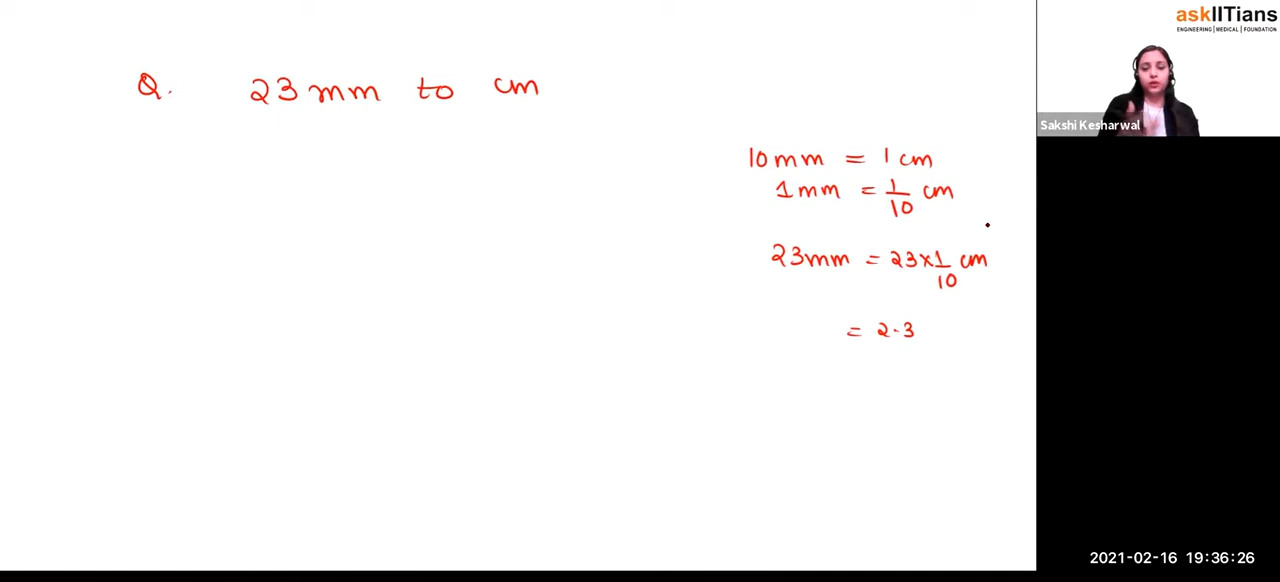 askIITians
ENGINEERING | MEDICAL | FOUNDATION
Q. 23 mm to cm
Sakshi Kesharwal
10 mm = 1 cm
1 mm = 1/10 cm
23 mm = 23 × 1/10 cm
= 2.3
2021-02-16 19:36:26